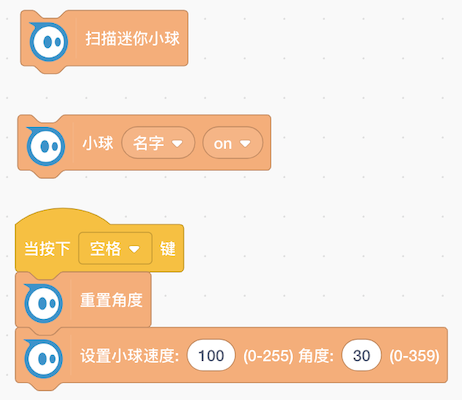 扫描迷你小球
小球 名字 on
当按下 空格 键
重置角度
设置小球速度: 100 (0-255) 角度: 30 (0-359)